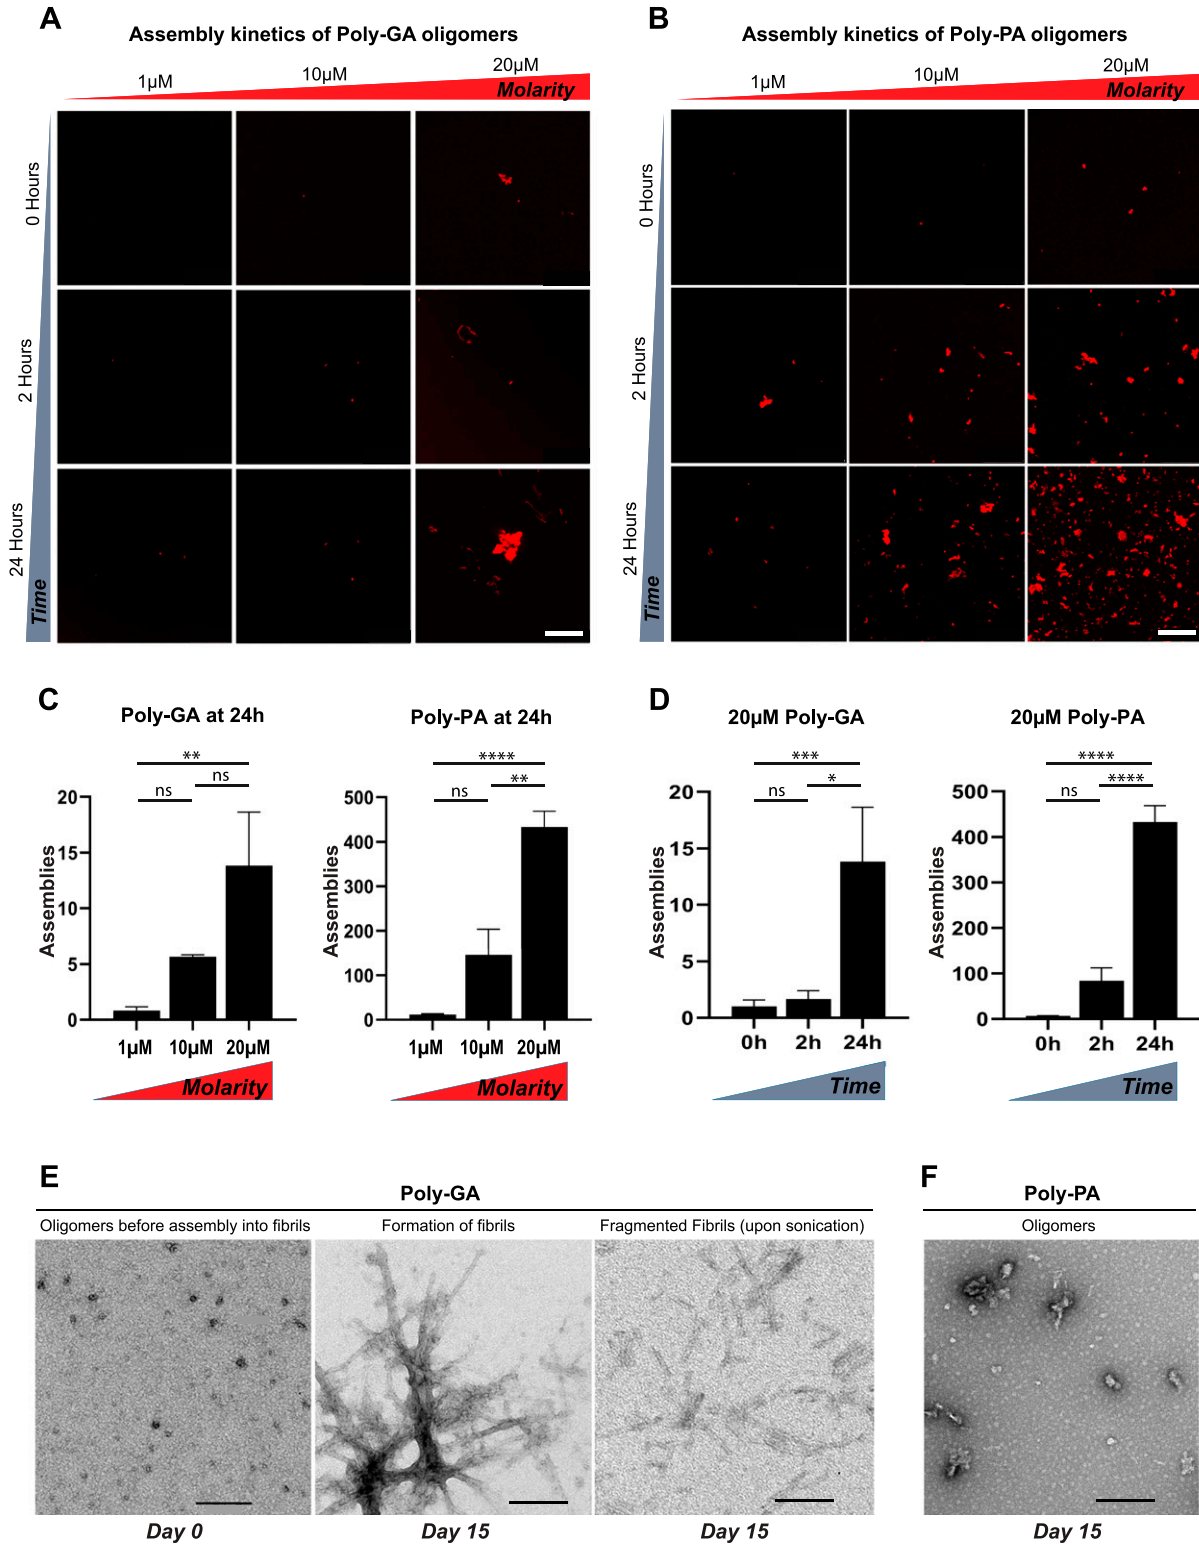 A
Assembly kinetics of Poly-GA oligomers
1µM
10µM
20µM
Molarity
0 Hours
2 Hours
24 Hours
Time
B
Assembly kinetics of Poly-PA oligomers
1µM
10µM
20µM
Molarity
0 Hours
2 Hours
24 Hours
Time
C
Poly-GA at 24h
**
ns
ns
Assemblies
20
15
10
5
0
1µM 10µM 20µM
Molarity
Poly-PA at 24h
****
**
ns
Assemblies
500
400
300
200
100
0
1µM 10µM 20µM
Molarity
D
20µM Poly-GA
***
*
ns
Assemblies
20
15
10
5
0
0h 2h 24h
Time
20µM Poly-PA
****
****
ns
Assemblies
500
400
300
200
100
0
0h 2h 24h
Time
E
Poly-GA
Oligomers before assembly into fibrils
Formation of fibrils
Fragmented Fibrils (upon sonication)
Day 0
Day 15
Day 15
F
Poly-PA
Oligomers
Day 15